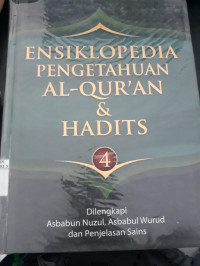 ENSIKLOPEDIA
PENGETAHUAN
AL-QUR'AN
&
HADITS
4
Dilengkapi
Asbabun Nuzul, Asbabul Wurud
dan Penjelasan Sains